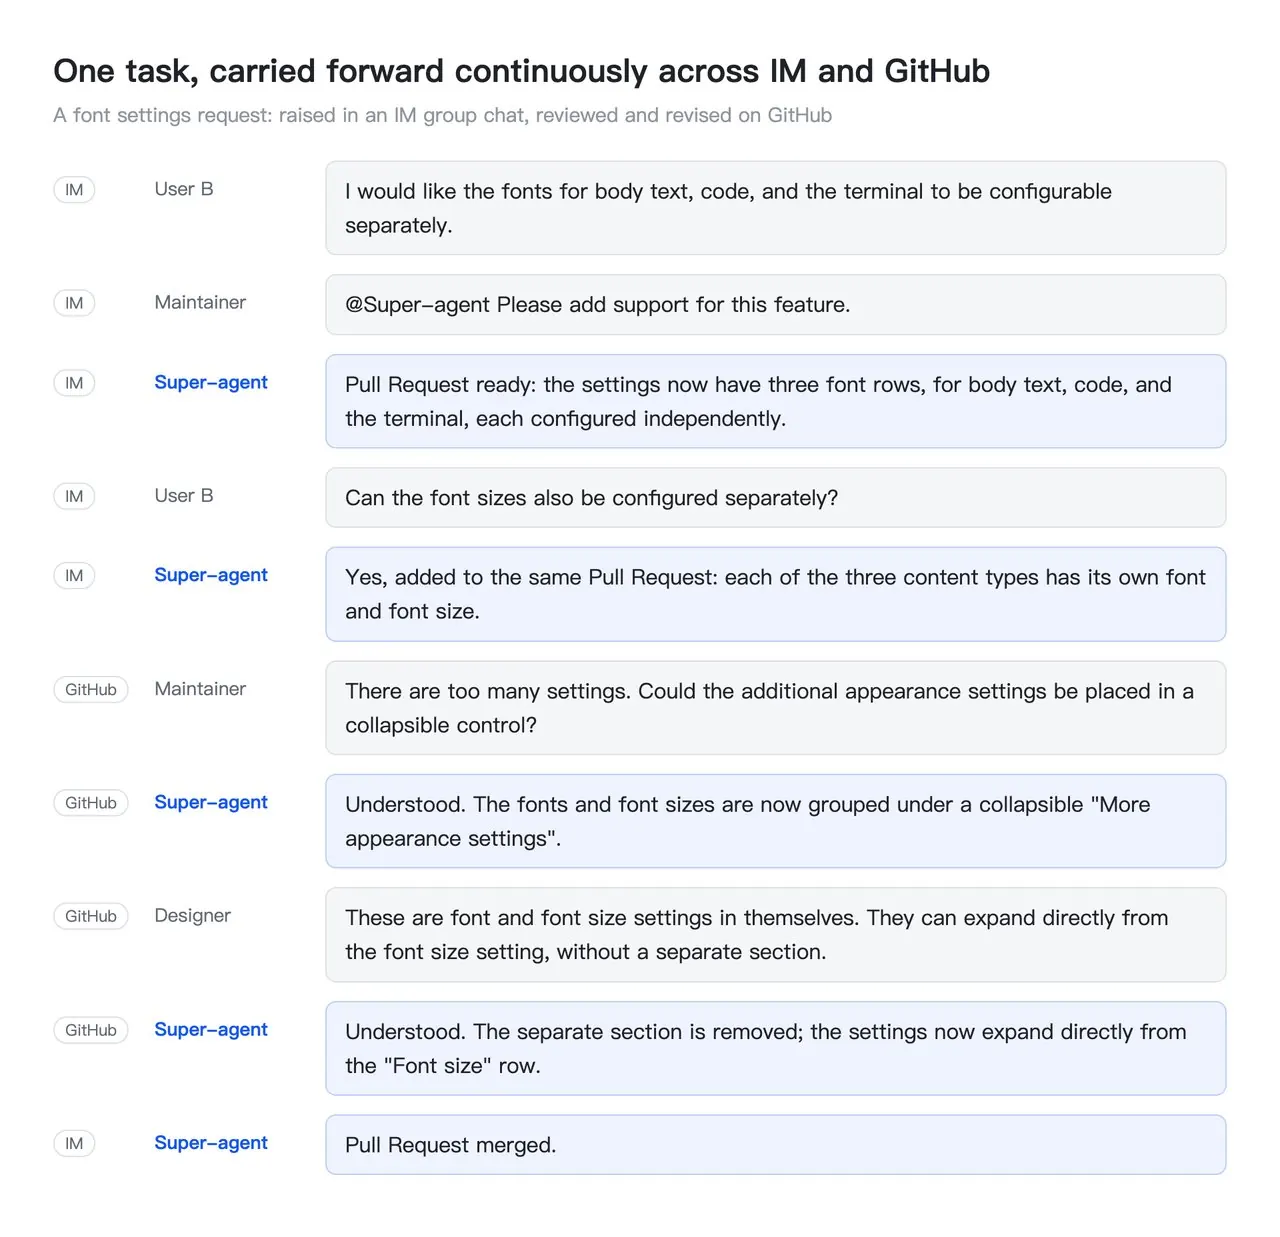 One task, carried forward continuously across IM and GitHub
A font settings request: raised in an IM group chat, reviewed and revised on GitHub
IM
User B
I would like the fonts for body text, code, and the terminal to be configurable
separately.
IM
Maintainer
@Super-agent Please add support for this feature.
IM
Super-agent
Pull Request ready: the settings now have three font rows, for body text, code, and
the terminal, each configured independently.
IM
User B
Can the font sizes also be configured separately?
IM
Super-agent
Yes, added to the same Pull Request: each of the three content types has its own font
and font size.
GitHub
Maintainer
There are too many settings. Could the additional appearance settings be placed in a
collapsible control?
GitHub
Super-agent
Understood. The fonts and font sizes are now grouped under a collapsible "More
appearance settings".
GitHub
Designer
These are font and font size settings in themselves. They can expand directly from
the font size setting, without a separate section.
GitHub
Super-agent
Understood. The separate section is removed; the settings now expand directly from
the "Font size" row.
IM
Super-agent
Pull Request merged.